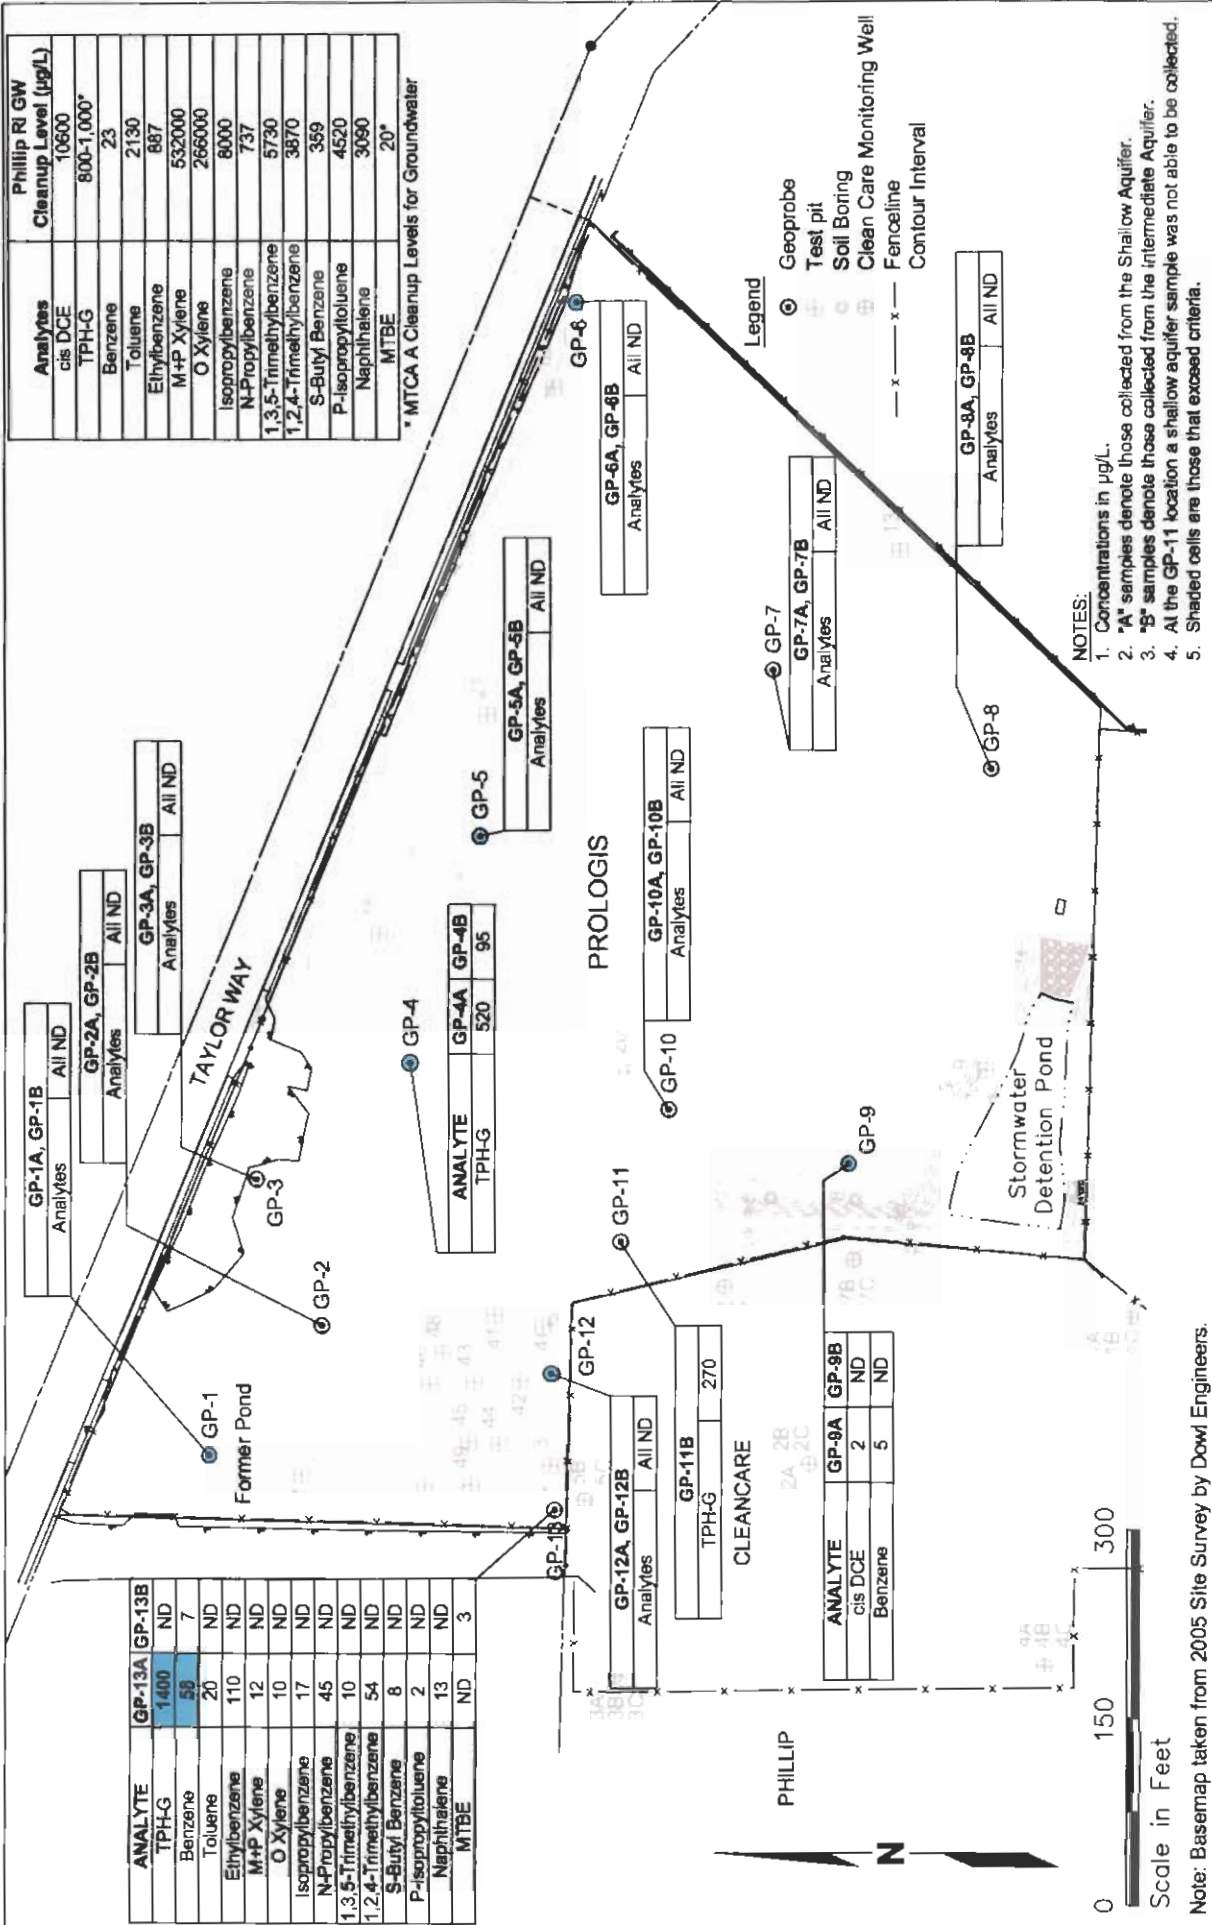 Analytes Phillip RI GW Cleanup Level (µg/L)
cis DCE 10600
TPH-G 800-1,000*
Benzene 23
Toluene 2130
Ethylbenzene 887
M+P Xylene 532000
O Xylene 266000
Isopropylbenzene 8000
N-Propylbenzene 737
1,3,5-Trimethylbenzene 5730
1,2,4-Trimethylbenzene 3870
S-Butyl Benzene 359
P-Isopropyltoluene 4520
Naphthalene 3090
MTBE 20*
* MTCA A Cleanup Levels for Groundwater
GP-1A, GP-1B
Analytes All ND
GP-2A, GP-2B
Analytes All ND
GP-3A, GP-3B
Analytes All ND
TAYLOR WAY
ANALYTE GP-13A GP-13B
TPH-G 1400 ND
Benzene 58 7
Toluene 20 ND
Ethylbenzene 110 ND
M+P Xylene 12 ND
O Xylene 10 ND
Isopropylbenzene 17 ND
N-Propylbenzene 45 ND
1,3,5-Trimethylbenzene 10 ND
1,2,4-Trimethylbenzene 54 ND
S-Butyl Benzene 8 ND
P-Isopropyltoluene 2 ND
Naphthalene 13 ND
MTBE ND 3
GP-1
Former Pond
GP-2
GP-3
GP-4
ANALYTE GP-4A GP-4B
TPH-G 520 95
GP-5
GP-5A, GP-5B
Analytes All ND
GP-6
GP-6A, GP-6B
Analytes All ND
GP-13
GP-12
GP-12A, GP-12B
Analytes All ND
GP-11
GP-11B
TPH-G 270
CLEANCARE
PROLOGIS
GP-10A, GP-10B
Analytes All ND
GP-10
GP-7
GP-7A, GP-7B
Analytes All ND
Legend
Geoprobe
Test pit
Soil Boring
Clean Care Monitoring Well
x x Fenceline
Contour Interval
PHILLIP
ANALYTE GP-9A GP-9B
cis DCE 2 ND
Benzene 5 ND
GP-9
GP-8
GP-8A, GP-8B
Analytes All ND
45
43
44
42
41
2A
2B
2C
3A
3B
3C
4A
4B
7B
13
Stormwater
Detention Pond
N
0 150 300
Scale in Feet
NOTES:
1. Concentrations in µg/L.
2. "A" samples denote those collected from the Shallow Aquifer.
3. "B" samples denote those collected from the intermediate Aquifer.
4. At the GP-11 location a shallow aquifer sample was not able to be collected.
5. Shaded cells are those that exceed criteria.
Note: Basemap taken from 2005 Site Survey by Dowl Engineers.